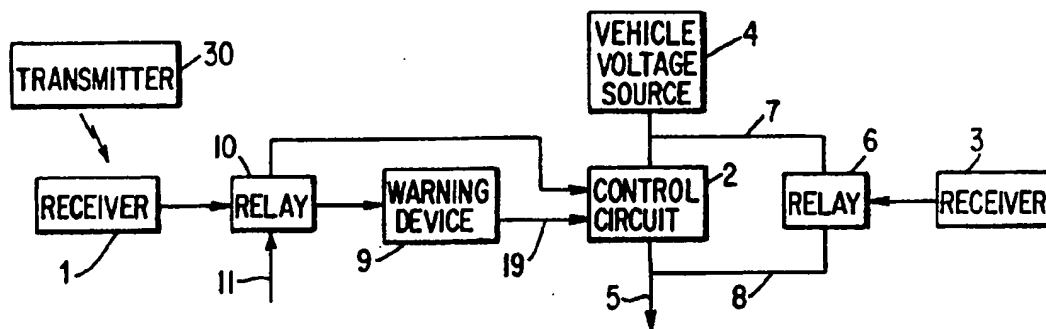 30
TRANSMITTER
VEHICLE
VOLTAGE
SOURCE
4
10
7
6
3
RECEIVER
RELAY
WARNING
DEVICE
CONTROL
CIRCUIT
2
RELAY
RECEIVER
1
11
9
19
5
8